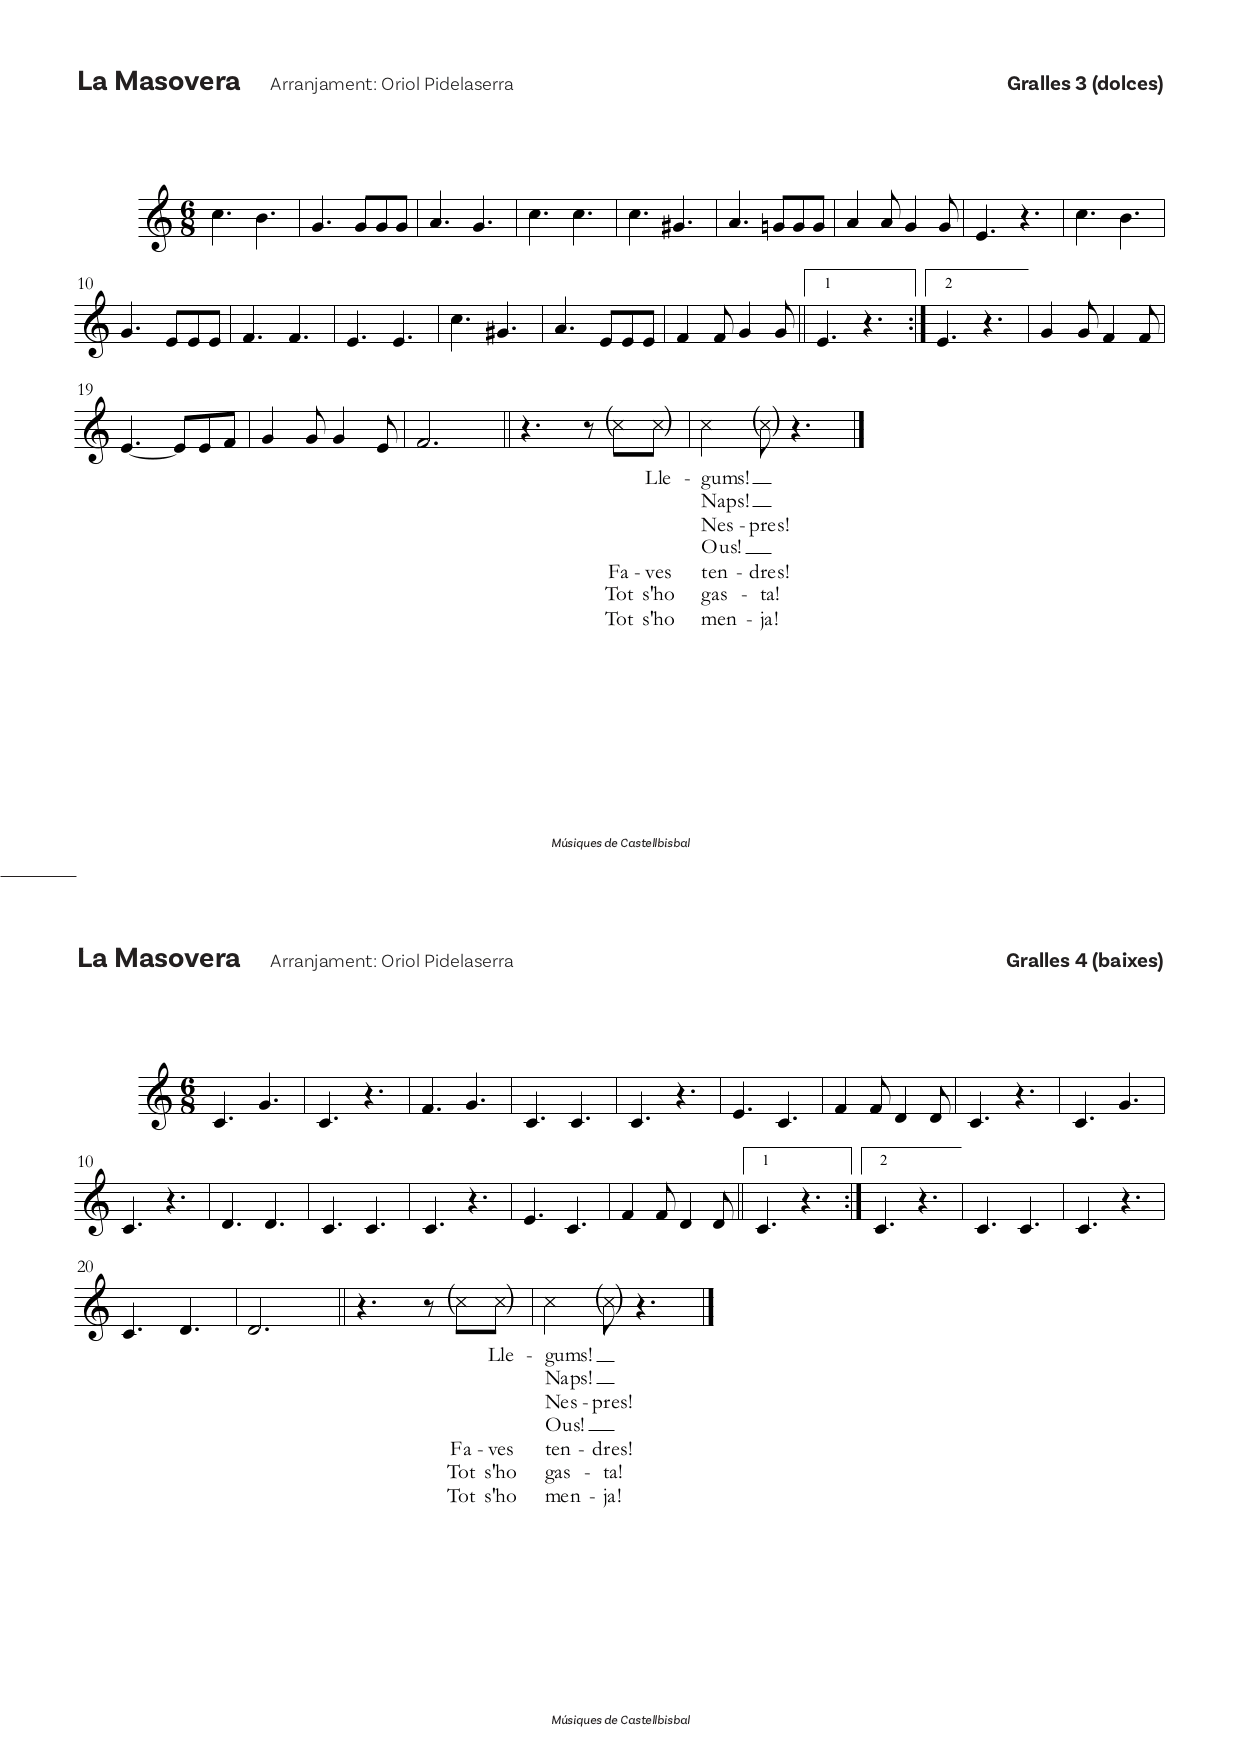 La Masovera Arranjament: Oriol Pidelaserra Gralles 3 (dolces)
6
8
10 1 2
19
Lle - gums!
Naps!
Nes - pres!
Ous!
Fa - ves ten - dres!
Tot s'ho gas - ta!
Tot s'ho men - ja!
Músiques de Castellbisbal
La Masovera Arranjament: Oriol Pidelaserra Gralles 4 (baixes)
6
8
10 1 2
20
Lle - gums!
Naps!
Nes - pres!
Ous!
Fa - ves ten - dres!
Tot s'ho gas - ta!
Tot s'ho men - ja!
Músiques de Castellbisbal